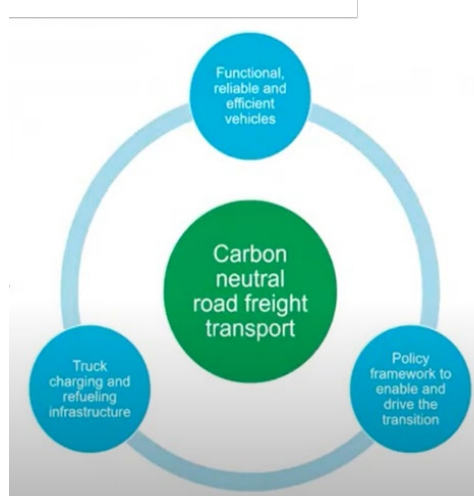 Functional,
reliable and
efficient
vehicles
Carbon
neutral
road freight
transport
Truck
charging and
refueling
infrastructure
Policy
framework to
enable and
drive the
transition